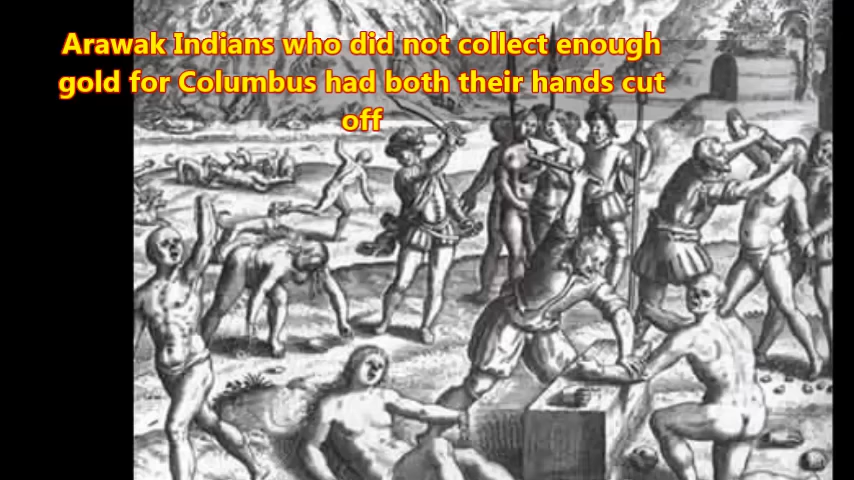 Arawak Indians who did not collect enough
gold for Columbus had both their hands cut
off